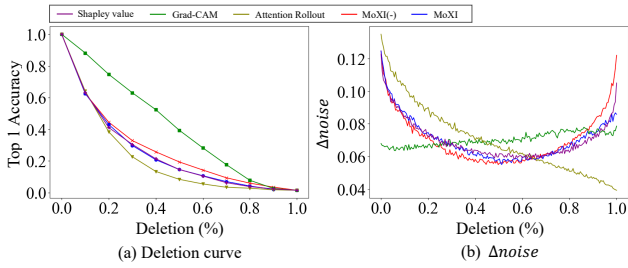 Shapley value Grad-CAM Attention Rollout MoXI(-) MoXI
Top 1 Accuracy
1.0
0.8
0.6
0.4
0.2
0.0
0.0 0.2 0.4 0.6 0.8 1.0
Deletion (%)
(a) Deletion curve
Δnoise
0.12
0.10
0.08
0.06
0.04
0.0 0.2 0.4 0.6 0.8 1.0
Deletion (%)
(b) Δnoise